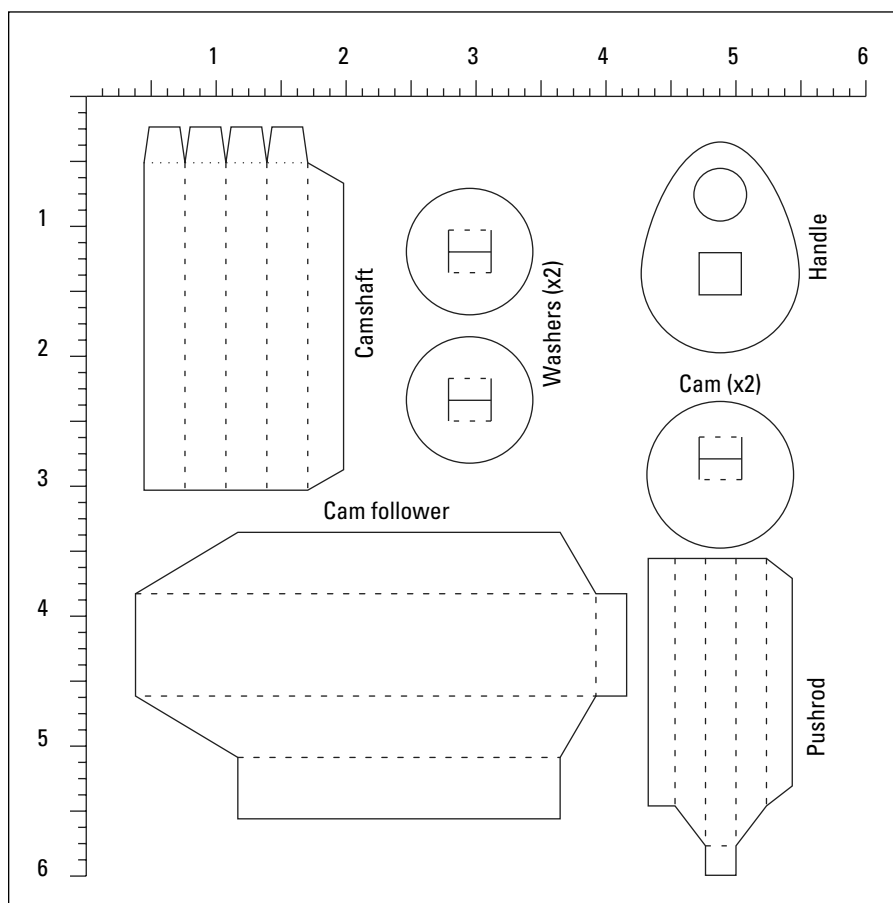 1 2 3 4 5 6
1
2
3
4
5
6
Camshaft
Washers (x2)
Handle
Cam (x2)
Cam follower
Pushrod